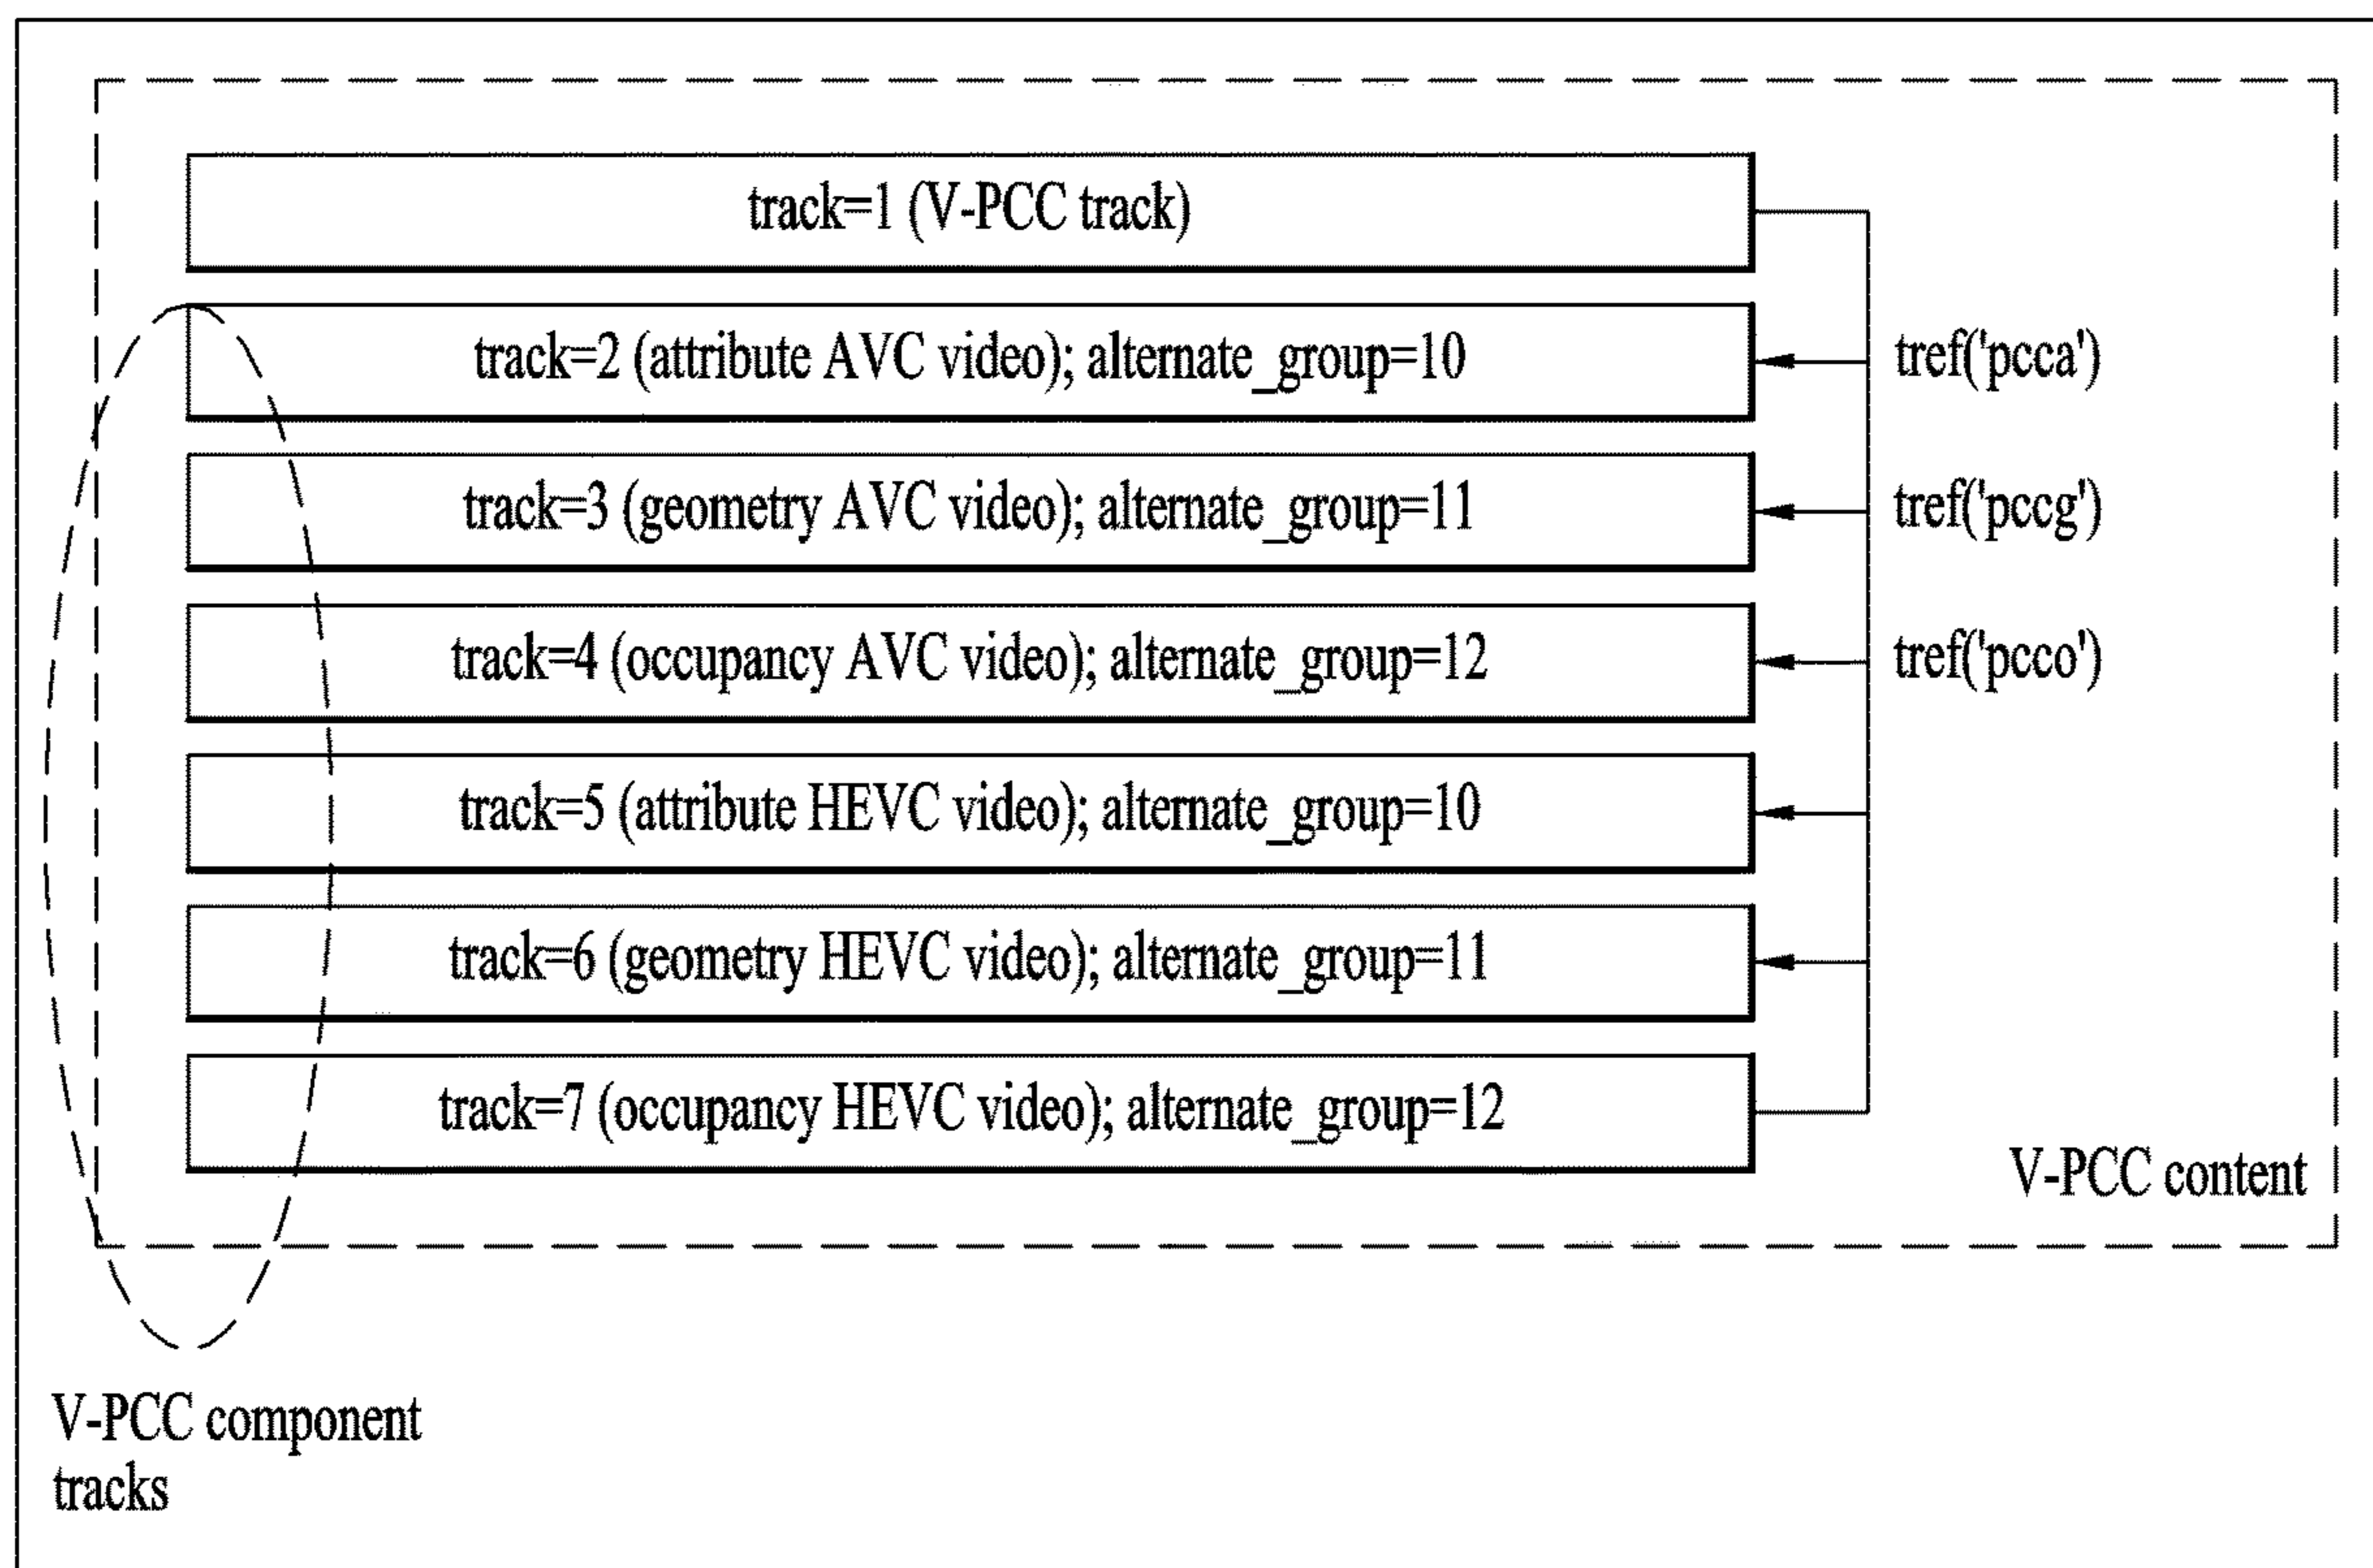 track=1 (V-PCC track)
track=2 (attribute AVC video); alternate_group=10
tref('pcca')
track=3 (geometry AVC video); alternate_group=11
tref('pccg')
track=4 (occupancy AVC video); alternate_group=12
tref('pcco')
track=5 (attribute HEVC video); alternate_group=10
track=6 (geometry HEVC video); alternate_group=11
track=7 (occupancy HEVC video); alternate_group=12
V-PCC content
V-PCC component
tracks